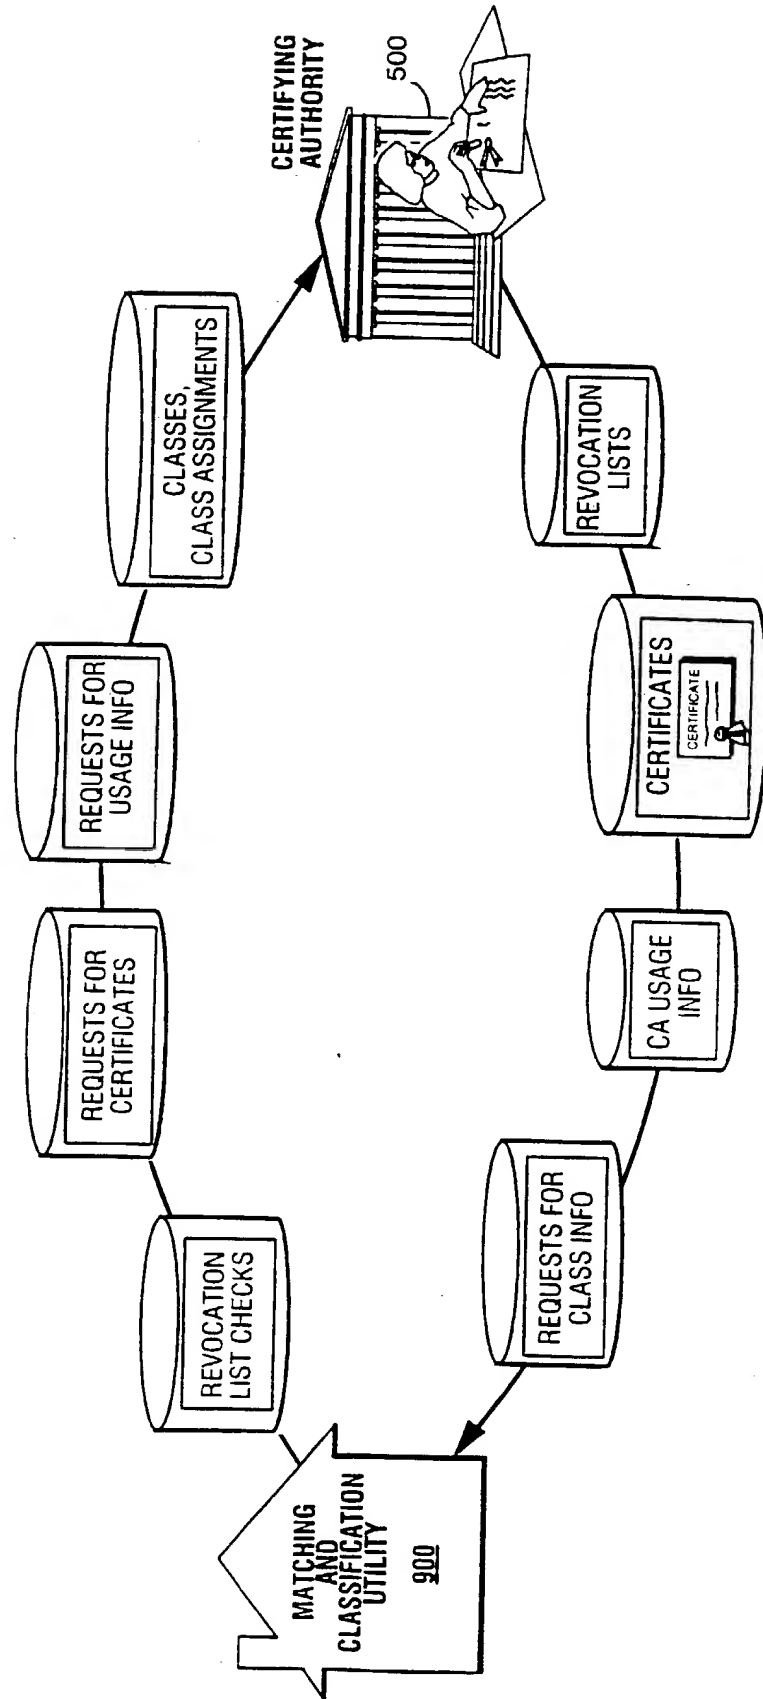 MATCHING
AND
CLASSIFICATION
UTILITY
900
REVOCATION
LIST CHECKS
REQUESTS FOR
CERTIFICATES
REQUESTS FOR
USAGE INFO
CLASSES,
CLASS ASSIGNMENTS
CERTIFYING
AUTHORITY
500
REQUESTS FOR
CLASS INFO
CA USAGE
INFO
CERTIFICATES
CERTIFICATE
REVOCATION
LISTS